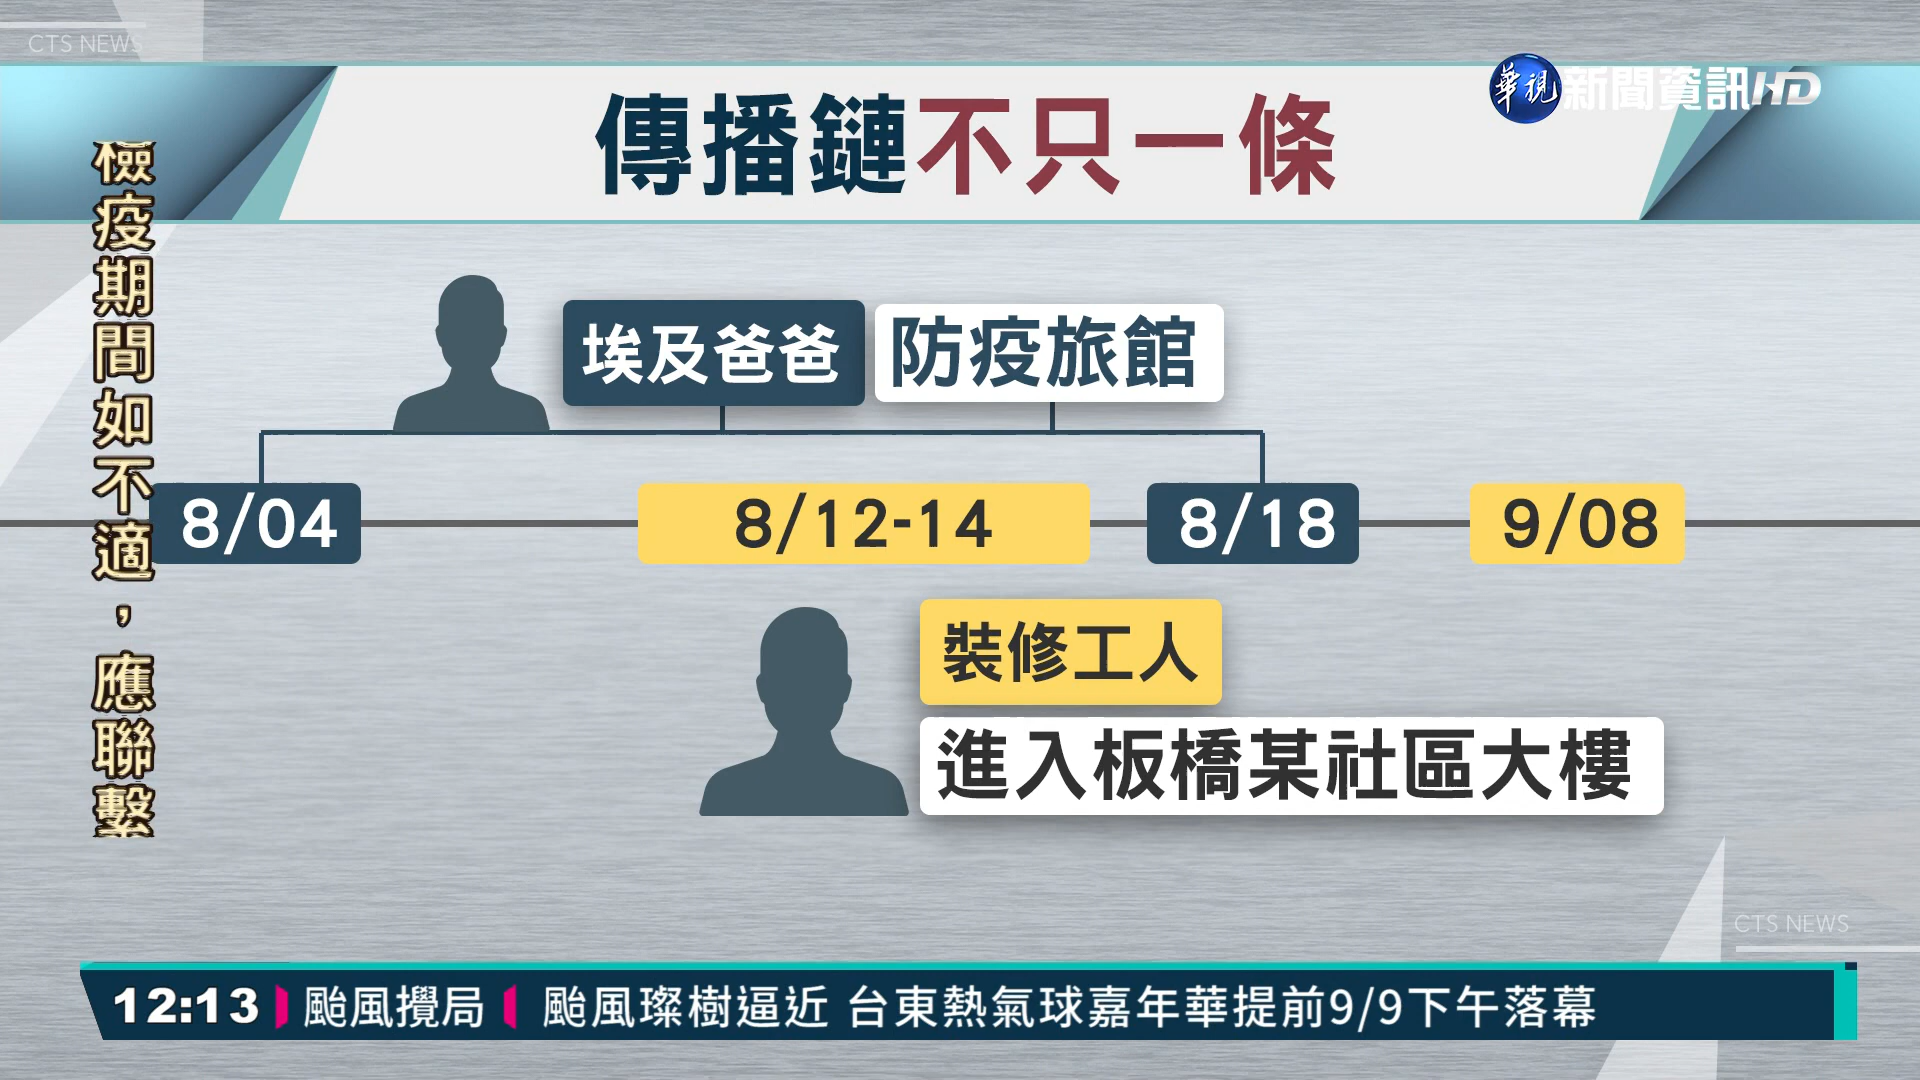 CTS NEWS
華視新聞資訊HD
傳播鏈不只一條
檢疫期間如不適，應聯繫
埃及爸爸 防疫旅館
8/04 8/12-14 8/18 9/08
裝修工人
進入板橋某社區大樓
CTS NEWS
12:13 颱風攪局 颱風璨樹逼近 台東熱氣球嘉年華提前9/9下午落幕